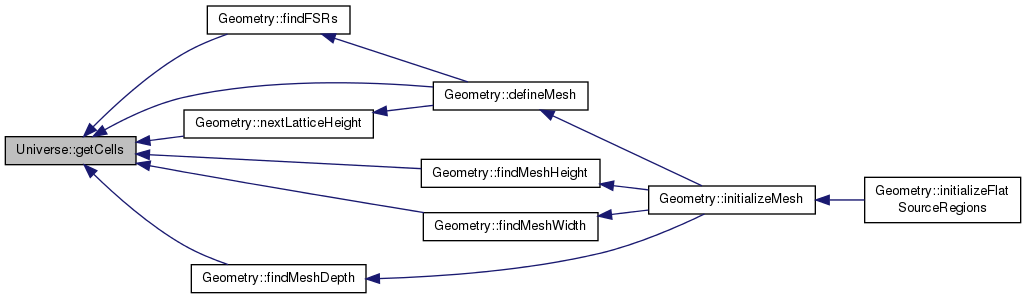 Geometry::findFSRs
Geometry::defineMesh
Geometry::nextLatticeHeight
Universe::getCells
Geometry::findMeshHeight
Geometry::initializeMesh
Geometry::initializeFlat
SourceRegions
Geometry::findMeshWidth
Geometry::findMeshDepth